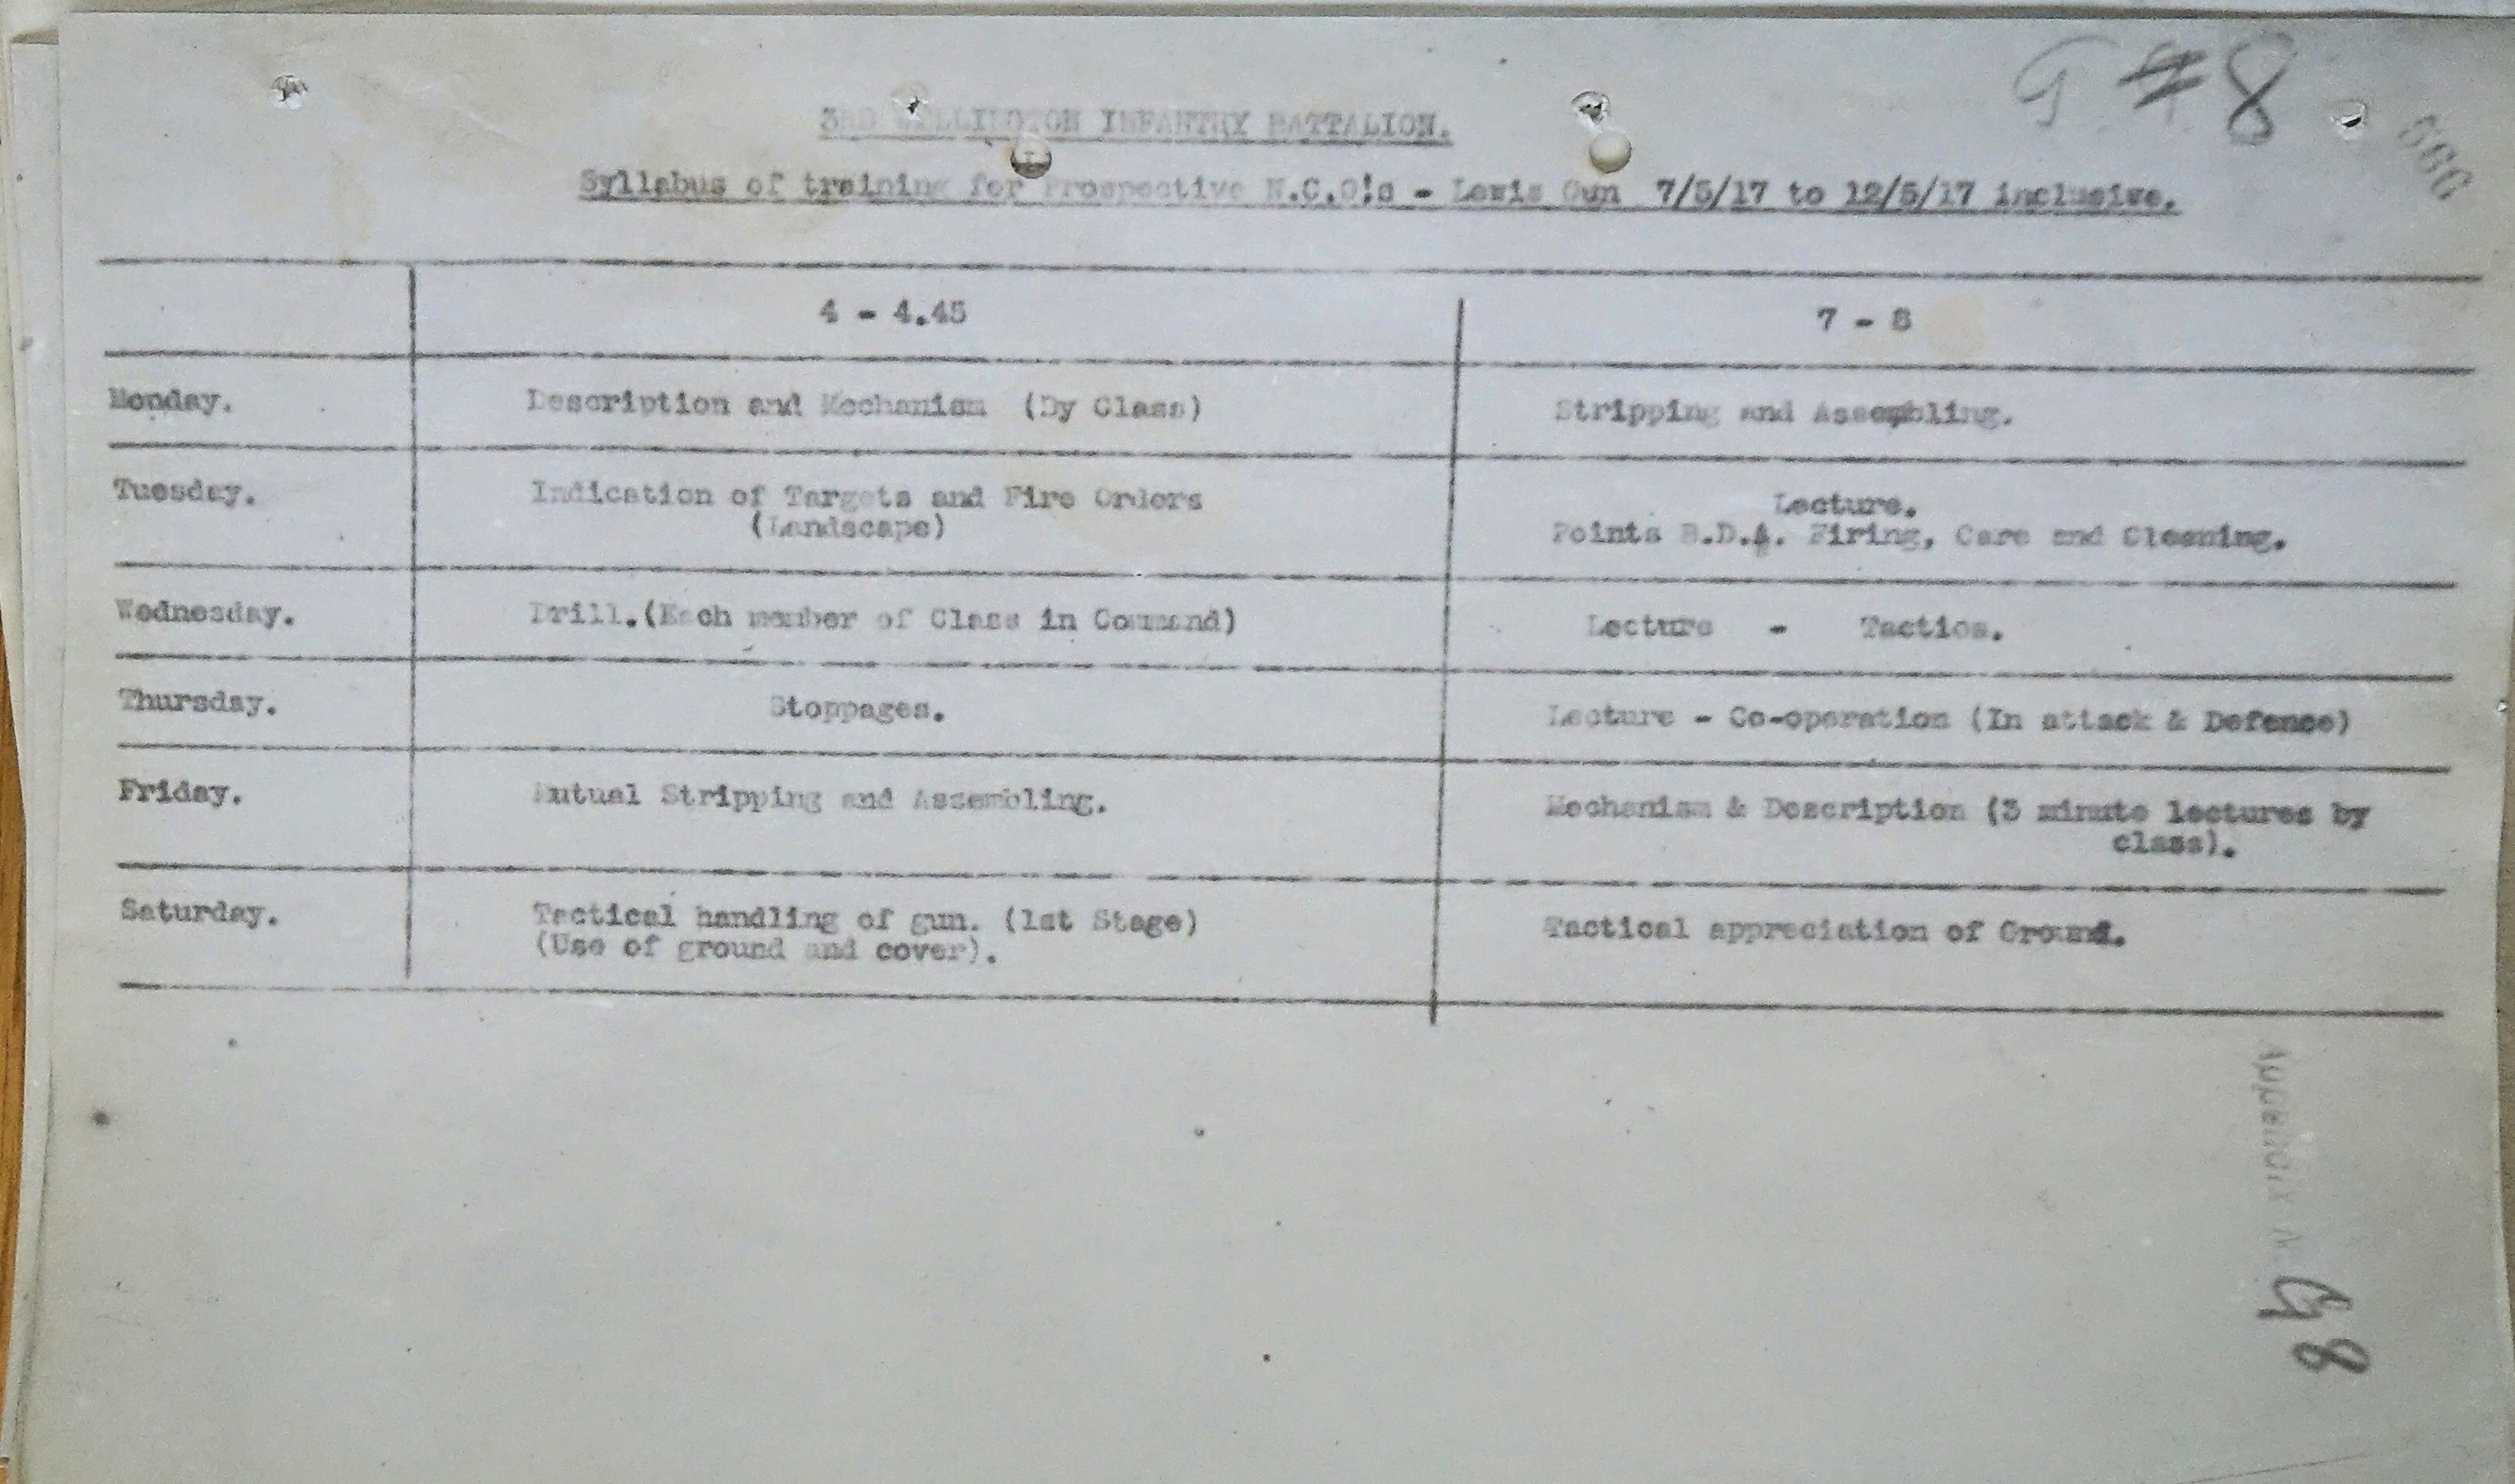 G 8
3RD WELLINGTON INFANTRY BATTALION.
Syllabus of training for Prospective N.C.O's - Lewis Gun 7/5/17 to 12/5/17 inclusive.
4 - 4.45 7 - 8
Monday. Description and Mechanism (By Class) Stripping and Assembling.
Tuesday. Indication of Targets and Fire Orders Lecture.
(Landscape) Points B.D.A. Firing, Care and Cleaning.
Wednesday. Drill.(Each member of Class in Command) Lecture - Tactics.
Thursday. Stoppages. Lecture - Co-operation (In attack & Defence)
Friday. Mutual Stripping and Assembling. Mechanism & Description (3 minute lectures by
class).
Saturday. Tactical handling of gun. (1st Stage) Tactical appreciation of Ground.
(Use of ground and cover).
Appendix No G8